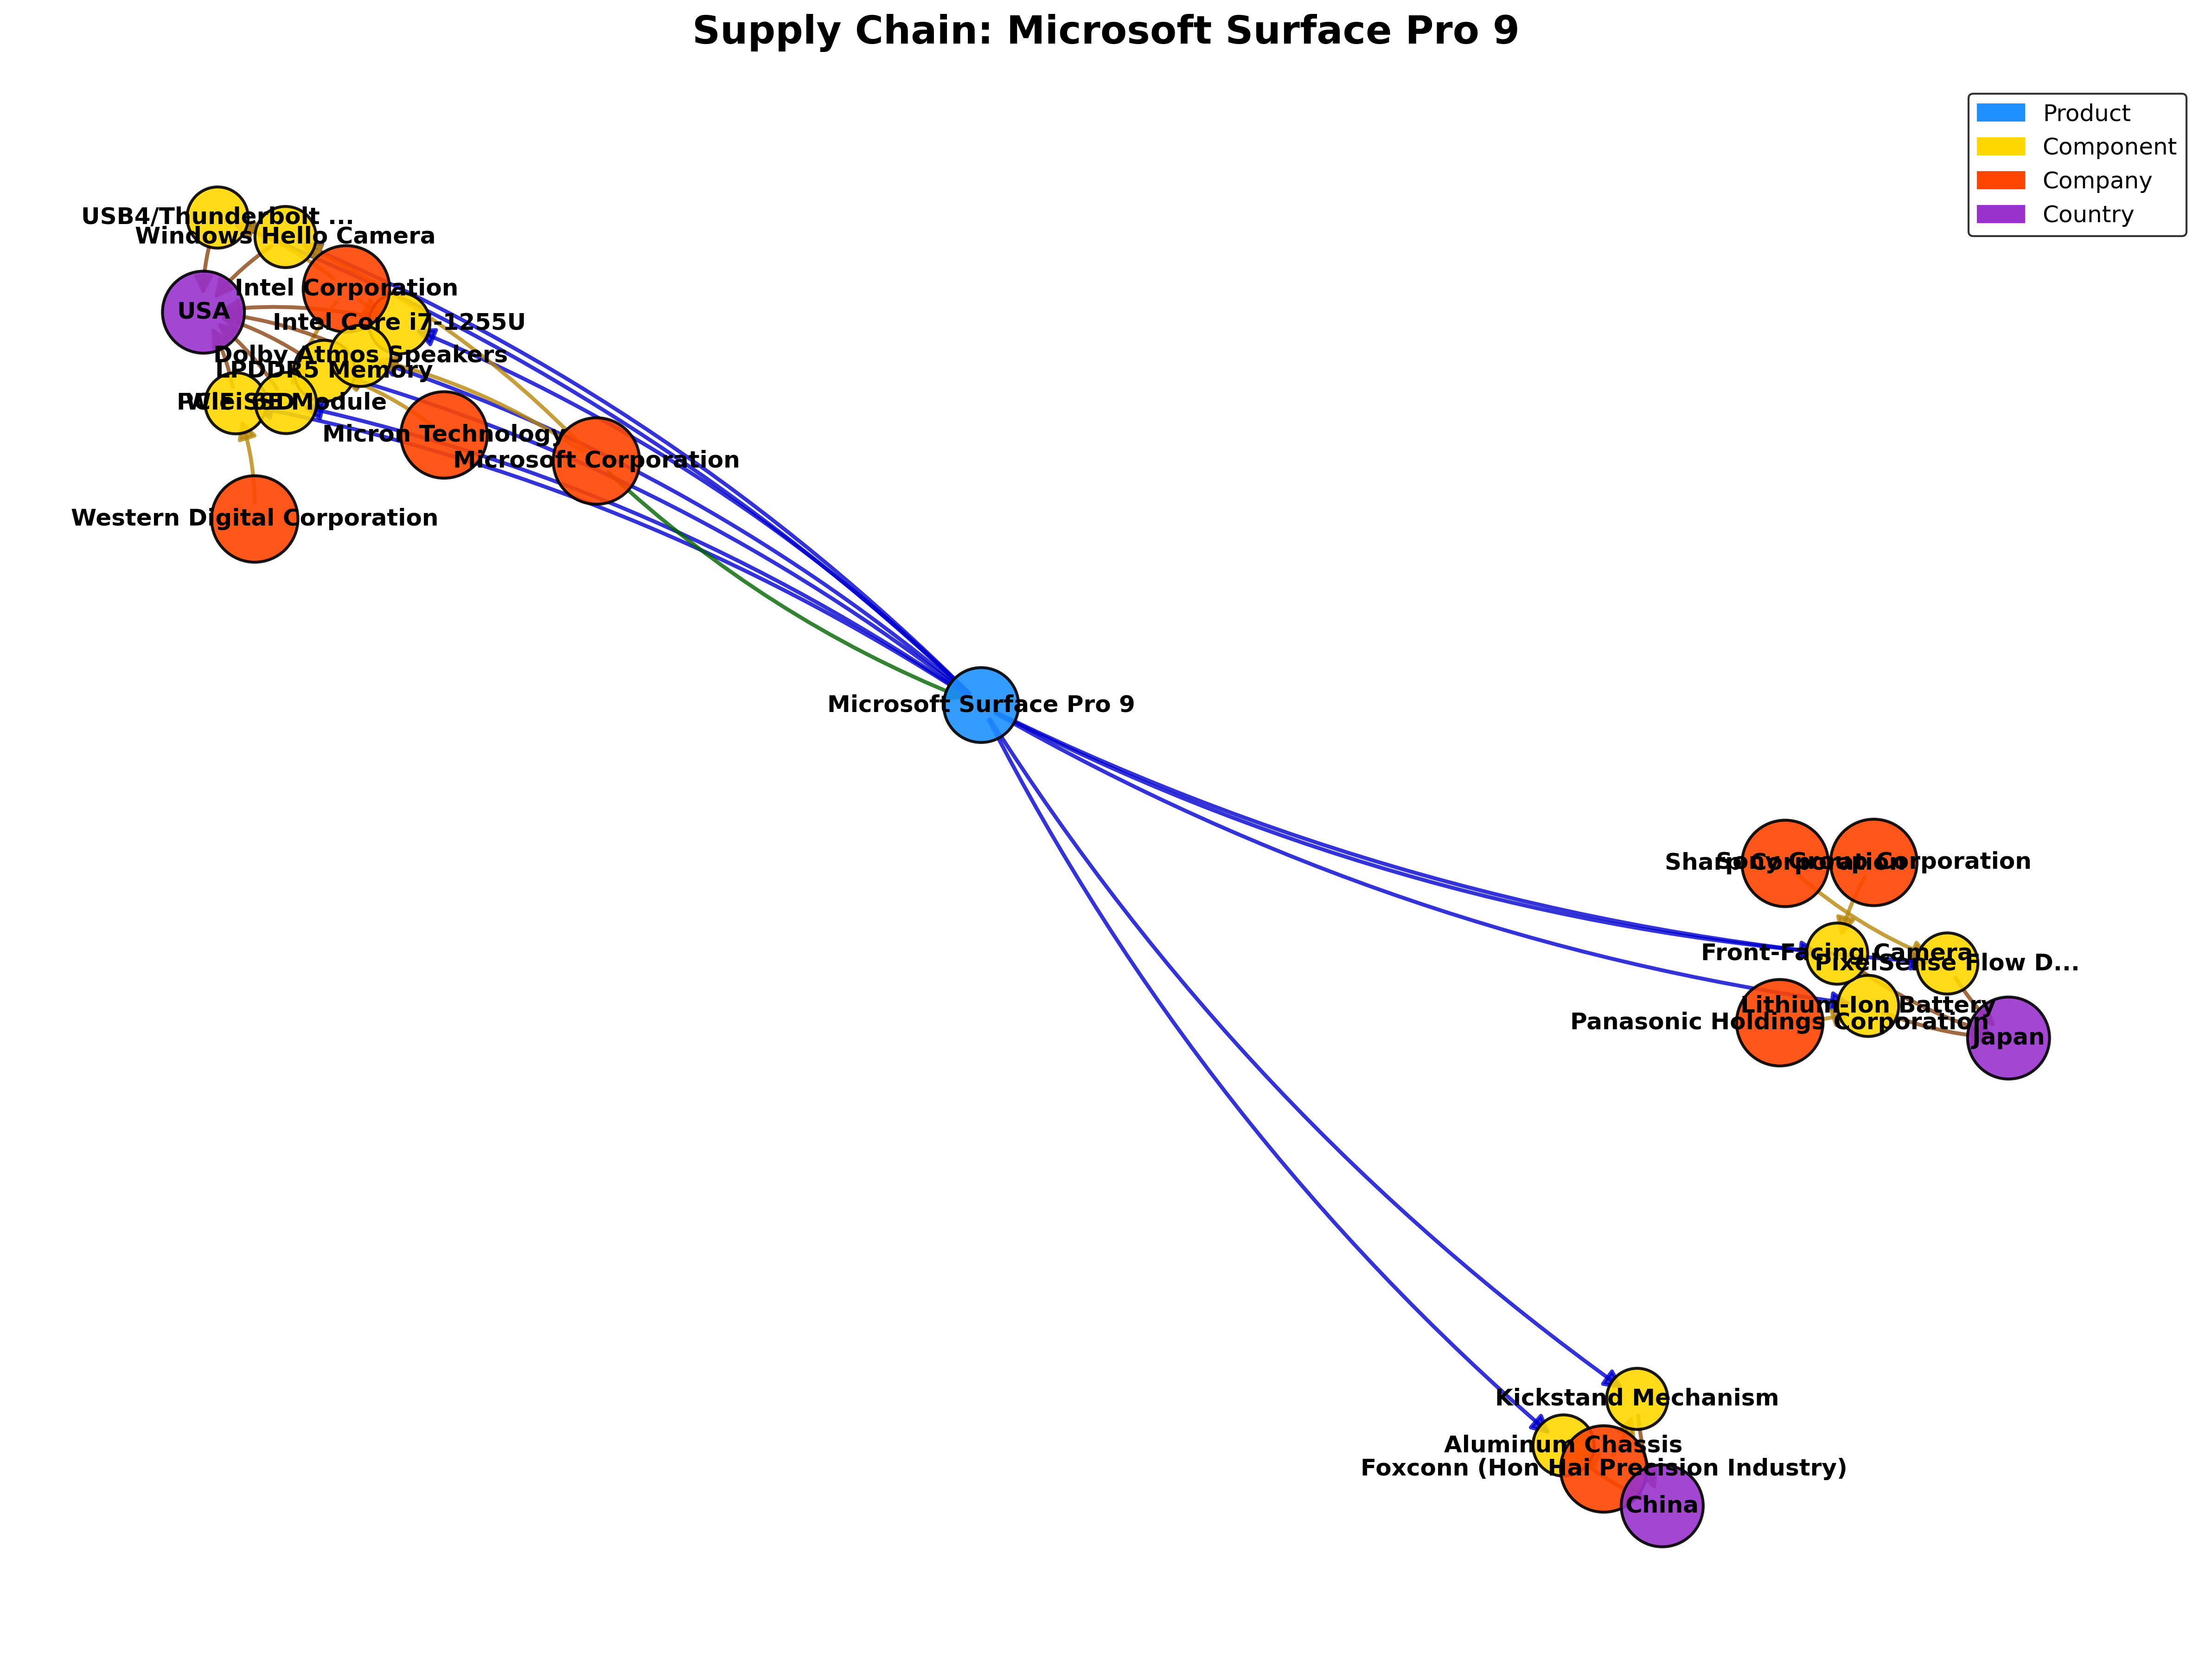 Supply Chain: Microsoft Surface Pro 9
Product
Component
Company
Country
USB4/Thunderbolt ...
Windows Hello Camera
Intel Corporation
USA
Intel Core i7-1255U
Dolby Atmos Speakers
LPDDR5 Memory
PCIe SSD
Wi-Fi 6E Module
Micron Technology
Microsoft Corporation
Western Digital Corporation
Microsoft Surface Pro 9
Sharp Corporation
Sony Group Corporation
Front-Facing Camera
PixelSense Flow D...
Lithium-Ion Battery
Panasonic Holdings Corporation
Japan
Kickstand Mechanism
Aluminum Chassis
Foxconn (Hon Hai Precision Industry)
China